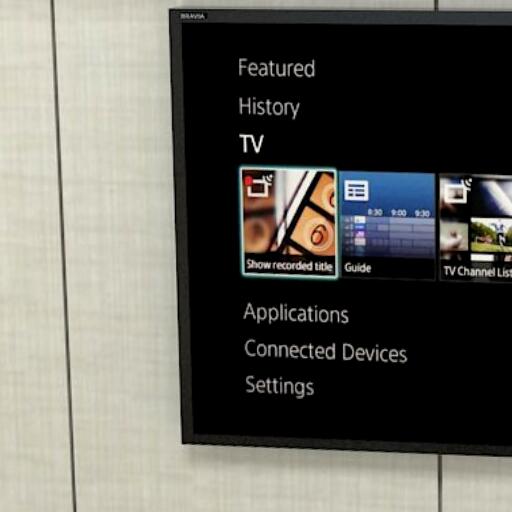 BRAVIA
Featured
History
TV
8:30 9:00 9:30
6
Show recorded title
Guide
TV Channel List
Applications
Connected Devices
Settings